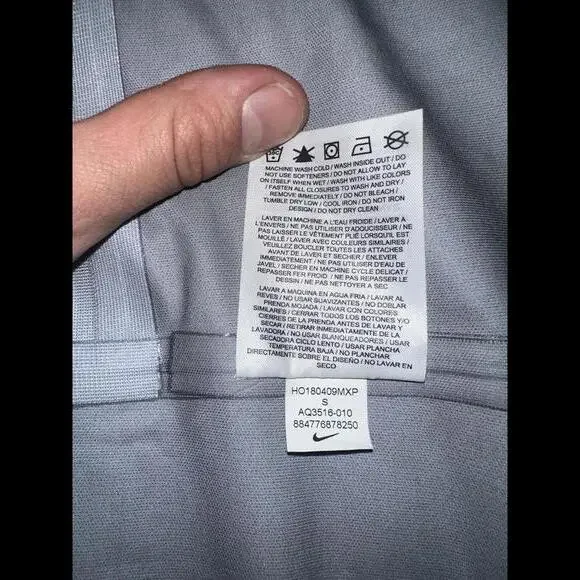 MACHINE WASH COLD / WASH INSIDE OUT / DO
NOT USE SOFTENERS / DO NOT ALLOW TO LAY
ON ITSELF WHEN WET / WASH WITH LIKE COLORS
/ FASTEN ALL CLOSURES TO WASH AND DRY /
REMOVE IMMEDIATELY / DO NOT BLEACH /
TUMBLE DRY LOW / COOL IRON / DO NOT IRON
DESIGN / DO NOT DRY CLEAN
LAVER EN MACHINE A L'EAU FROIDE / LAVER A
L'ENVERS / NE PAS UTILISER D'ADOUCISSEUR / NE
PAS LAISSER LE VÊTEMENT PLIÉ LORSQU'IL EST
MOUILLÉ / LAVER AVEC COULEURS SIMILAIRES /
VEUILLEZ BOUCLER TOUTES LES ATTACHES
AVANT DE LAVER ET SECHER / ENLEVER
IMMEDIATEMENT / NE PAS UTILISER D'EAU DE
JAVEL / SECHER EN MACHINE CYCLE DELICAT /
REPASSER FER FROID / NE PAS REPASSER LE
DESSIN / NE PAS NETTOYER A SEC
LAVAR A MAQUINA EN AGUA FRIA / LAVAR AL
REVES / NO USAR SUAVIZANTES / NO DOBLAR
PRENDA MOJADA / LAVAR CON COLORES
SIMILARES / CERRAR TODOS LOS BOTONES Y/O
CIERRES DE LA PRENDA ANTES DE LAVAR Y
SECAR / RETIRAR INMEDIATAMENTE DE LA
LAVADORA / NO USAR BLANQUEADORES / USAR
SECADORA CICLO LENTO / USAR PLANCHA
TEMPERATURA BAJA / NO PLANCHAR
DIRECTAMENTE SOBRE EL DISEÑO / NO LAVAR EN
SECO
HO180409MXP
S
AQ3516-010
884776878250